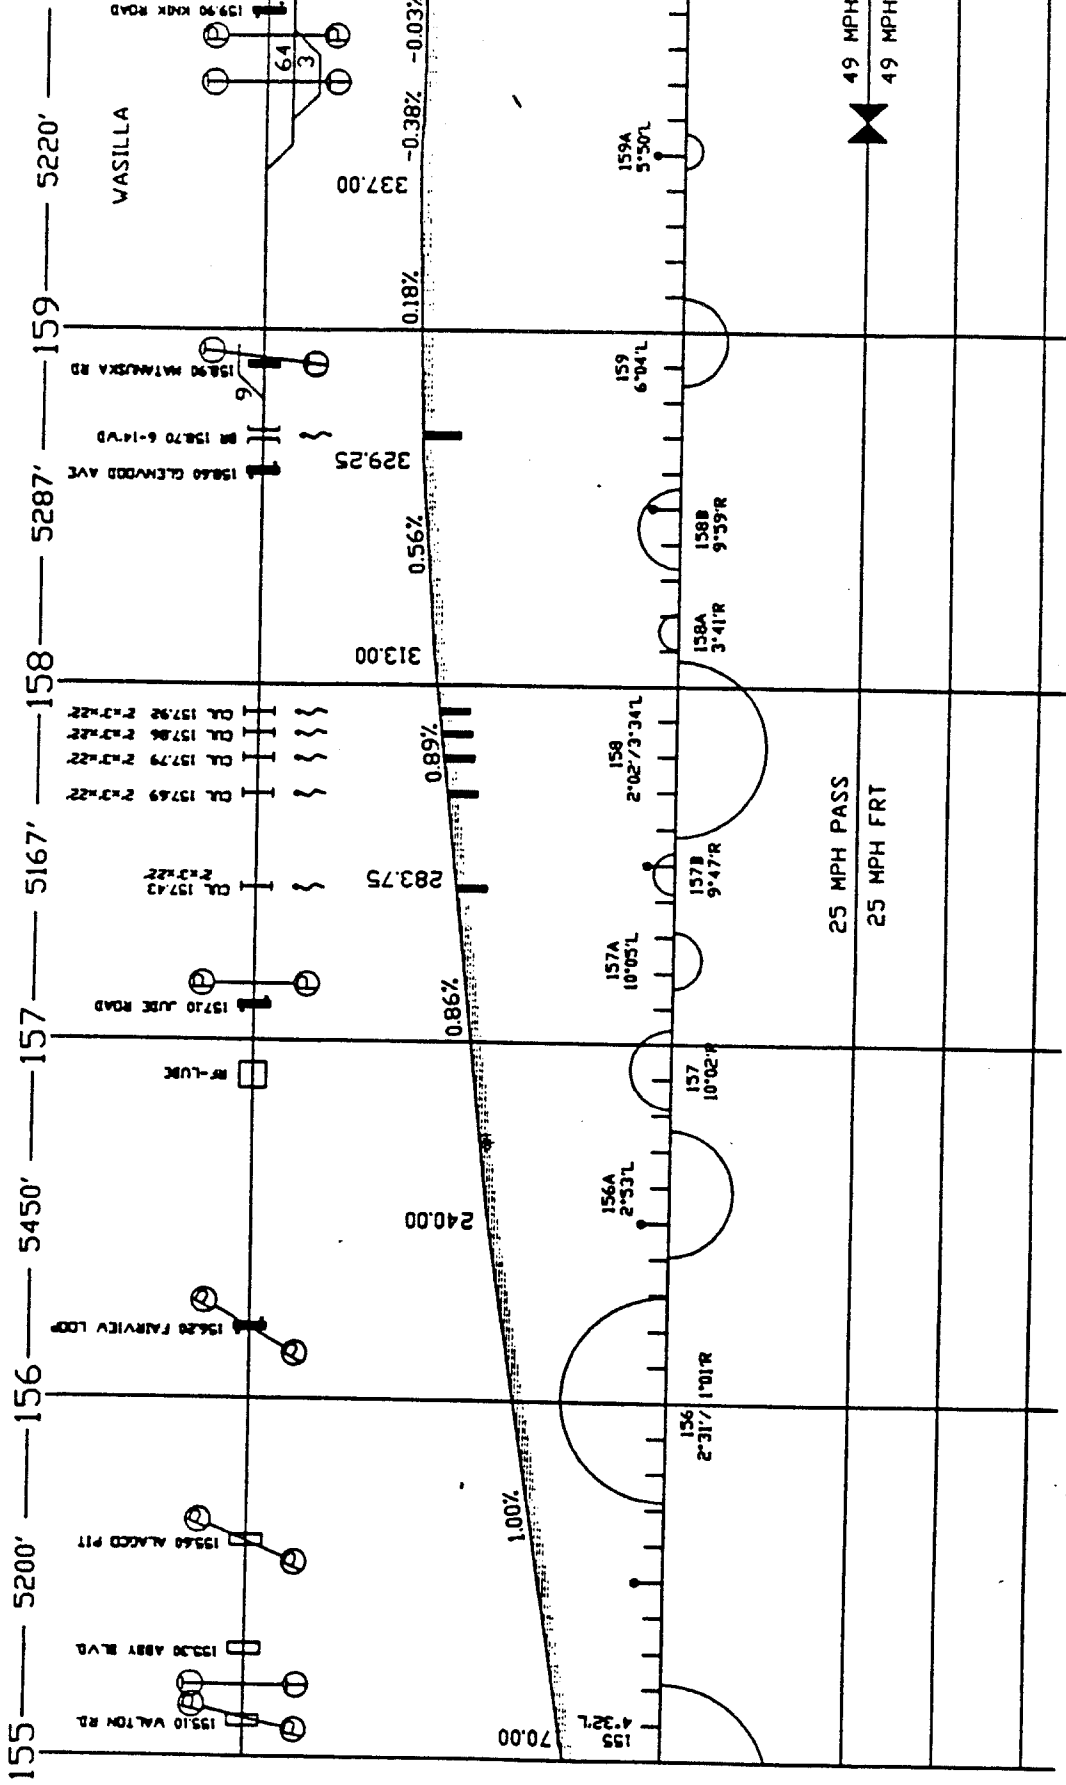 155 5200' 156 5450' 157 5167' 158 5287' 159 5220'
155.10 WALTON RD.
155.30 ABBY BLVD.
155.60 ALAGCO PIT
156.20 FAIRVIEW LOOP
RF-LUBE
157.10 JUDE ROAD
CUL 157.43
2'x3'x22'
CUL 157.69 2'x3'x22'
CUL 157.79 2'x3'x22'
CUL 157.86 2'x3'x22'
CUL 157.92 2'x3'x22'
158.60 GLENWOOD AVE
BR 158.70 6-14'WD
158.90 MATANUSKA RD
9
WASILLA
64
3
159.90 KNIK ROAD
70.00
1.00%
240.00
0.86%
283.75
0.89%
313.00
0.56%
329.25
0.18%
337.00
-0.38%
-0.03%
155
4°32'L
156
2°31'/ 1°01'R
156A
2°53'L
157
10°02'R
157A
10°05'L
157B
9°47'R
158
2°02'/3°34'L
158A
3°41'R
158B
9°59'R
159
6°04'L
159A
5°50'L
25 MPH PASS
25 MPH FRT
49 MPH
49 MPH